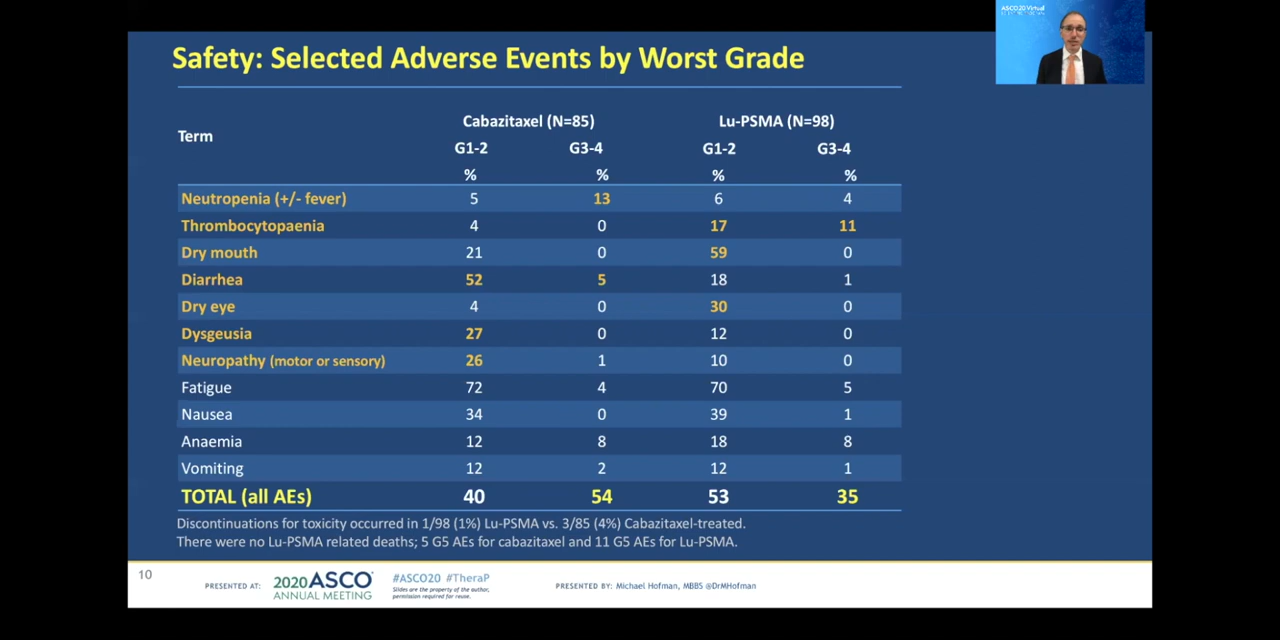 ASCO20 Virtual
Safety: Selected Adverse Events by Worst Grade
Term Cabazitaxel (N=85) Lu-PSMA (N=98)
G1-2 G3-4 G1-2 G3-4
% % % %
Neutropenia (+/- fever) 5 13 6 4
Thrombocytopaenia 4 0 17 11
Dry mouth 21 0 59 0
Diarrhea 52 5 18 1
Dry eye 4 0 30 0
Dysgeusia 27 0 12 0
Neuropathy (motor or sensory) 26 1 10 0
Fatigue 72 4 70 5
Nausea 34 0 39 1
Anaemia 12 8 18 8
Vomiting 12 2 12 1
TOTAL (all AEs) 40 54 53 35
Discontinuations for toxicity occurred in 1/98 (1%) Lu-PSMA vs. 3/85 (4%) Cabazitaxel-treated.
There were no Lu-PSMA related deaths; 5 G5 AEs for cabazitaxel and 11 G5 AEs for Lu-PSMA.
10
PRESENTED AT:
2020 ASCO
ANNUAL MEETING
#ASCO20 #TheraP
Slides are the property of the author,
permission required for reuse.
PRESENTED BY: Michael Hofman, MBBS @DrMHofman